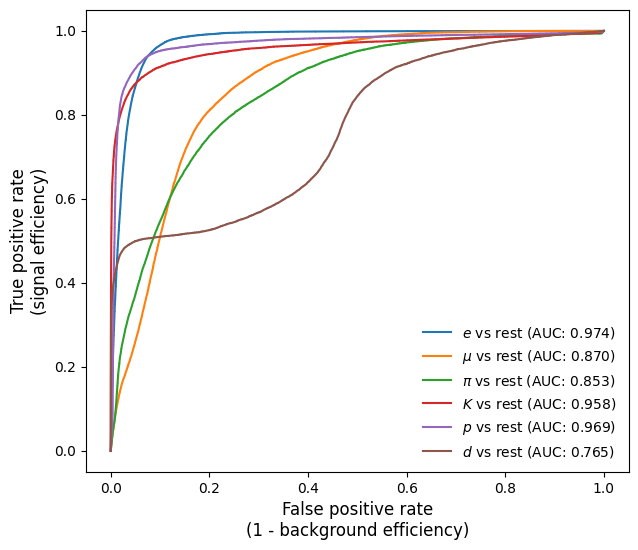 True positive rate
(signal efficiency)
1.0
0.8
0.6
0.4
0.2
0.0
e vs rest (AUC: 0.974)
μ vs rest (AUC: 0.870)
π vs rest (AUC: 0.853)
K vs rest (AUC: 0.958)
p vs rest (AUC: 0.969)
d vs rest (AUC: 0.765)
0.0 0.2 0.4 0.6 0.8 1.0
False positive rate
(1 - background efficiency)